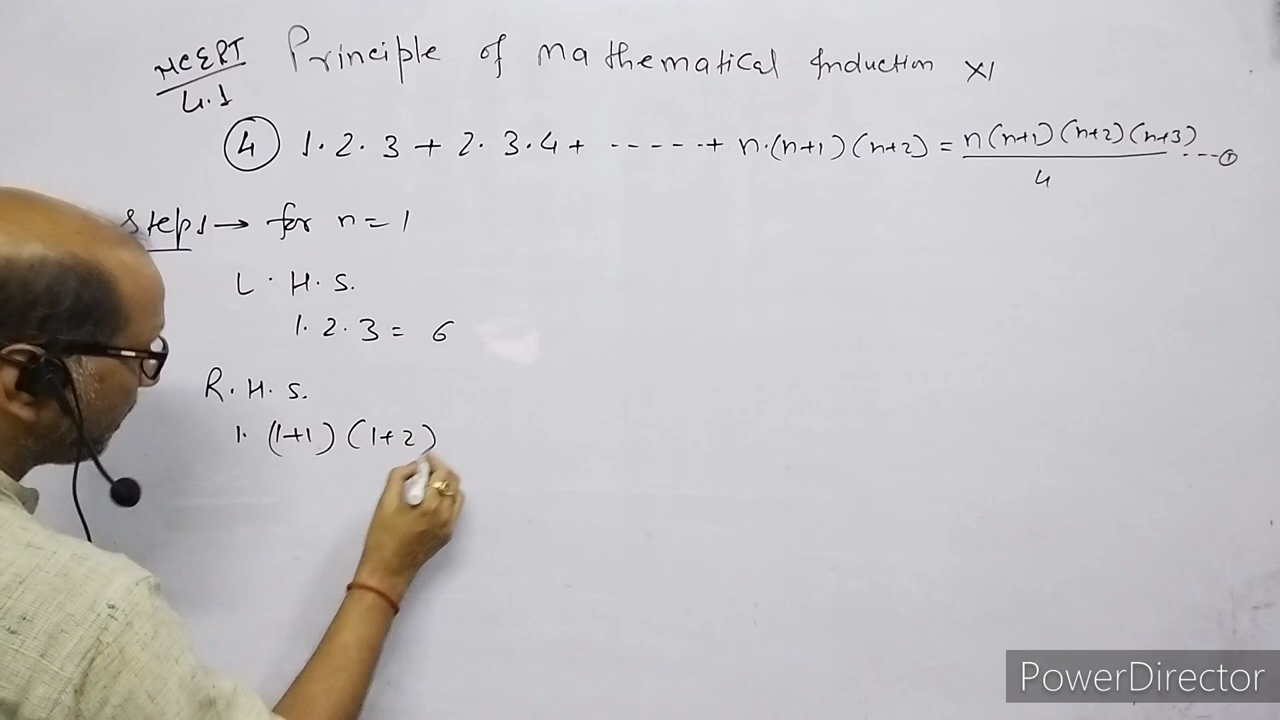 NCERT Principle of Mathematical Induction XI
4.1
4 1·2·3 + 2·3·4 + ----- + n·(n+1)(n+2) = n(n+1)(n+2)(n+3)/4 ---①
Step1 → for n = 1
L·H·S.
1·2·3 = 6
R·H·S.
1·(1+1)(1+2)
PowerDirector